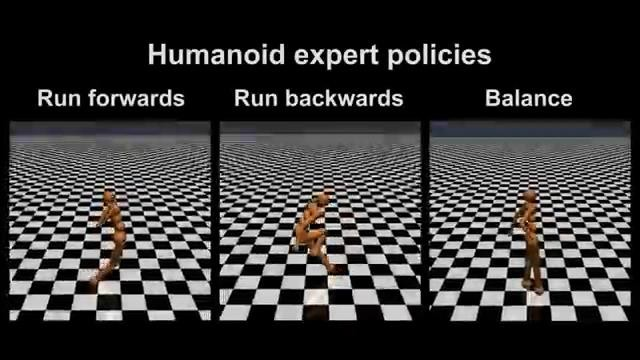 Humanoid expert policies
Run forwards
Run backwards
Balance